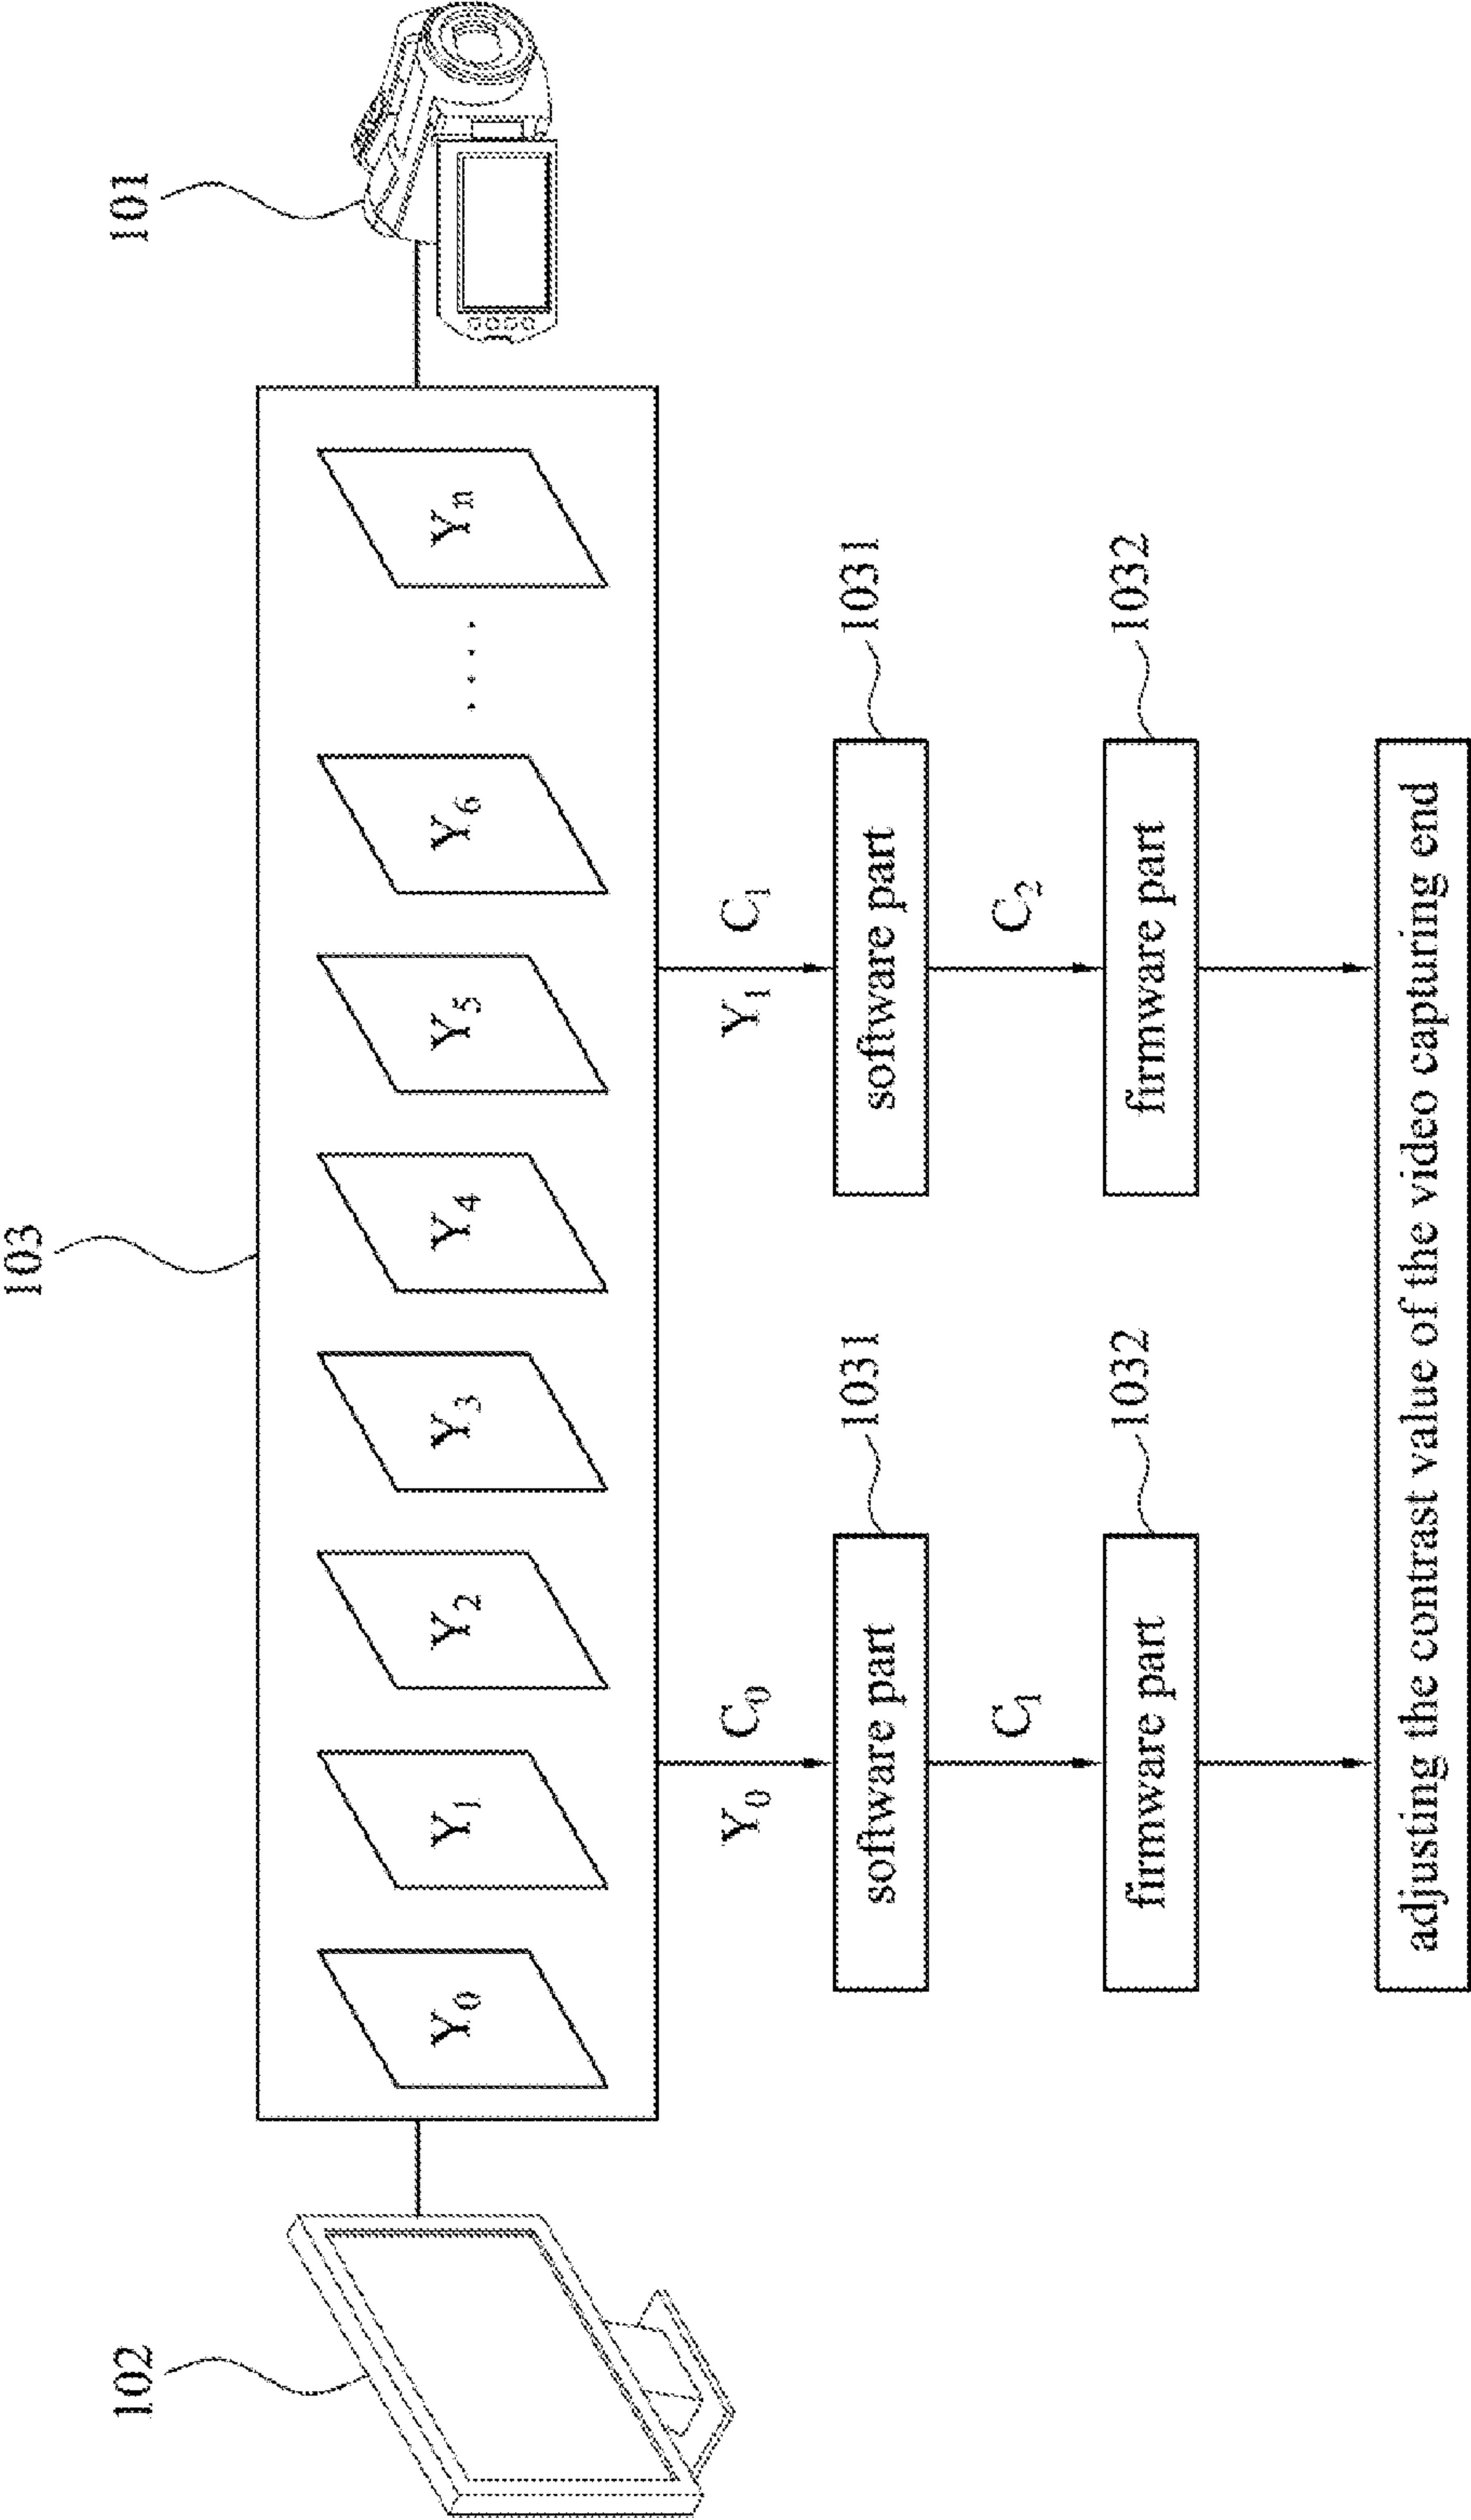 103
102
101
Y0
Y1
Y2
Y3
Y4
Y5
Y6
....
Yn
Y0 C0
Y1 C1
software part
1031
software part
1031
C1
C2
firmware part
1032
firmware part
1032
adjusting the contrast value of the video capturing end